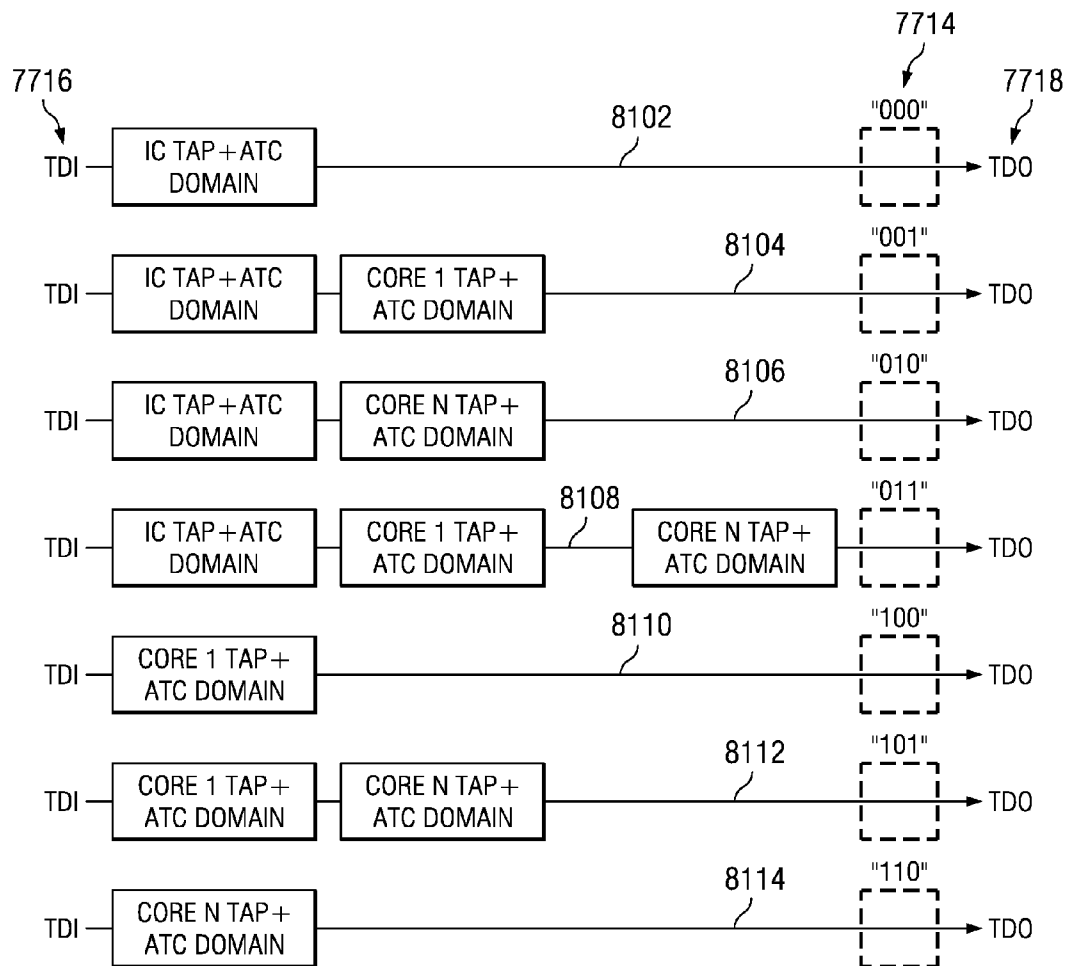 7714
7716
7718
8102
"000"
TDI
IC TAP+ATC
DOMAIN
TDO
8104
"001"
TDI
IC TAP+ATC
DOMAIN
CORE 1 TAP+
ATC DOMAIN
TDO
8106
"010"
TDI
IC TAP+ATC
DOMAIN
CORE N TAP+
ATC DOMAIN
TDO
8108
"011"
TDI
IC TAP+ATC
DOMAIN
CORE 1 TAP+
ATC DOMAIN
CORE N TAP+
ATC DOMAIN
TDO
8110
"100"
TDI
CORE 1 TAP+
ATC DOMAIN
TDO
8112
"101"
TDI
CORE 1 TAP+
ATC DOMAIN
CORE N TAP+
ATC DOMAIN
TDO
8114
"110"
TDI
CORE N TAP+
ATC DOMAIN
TDO